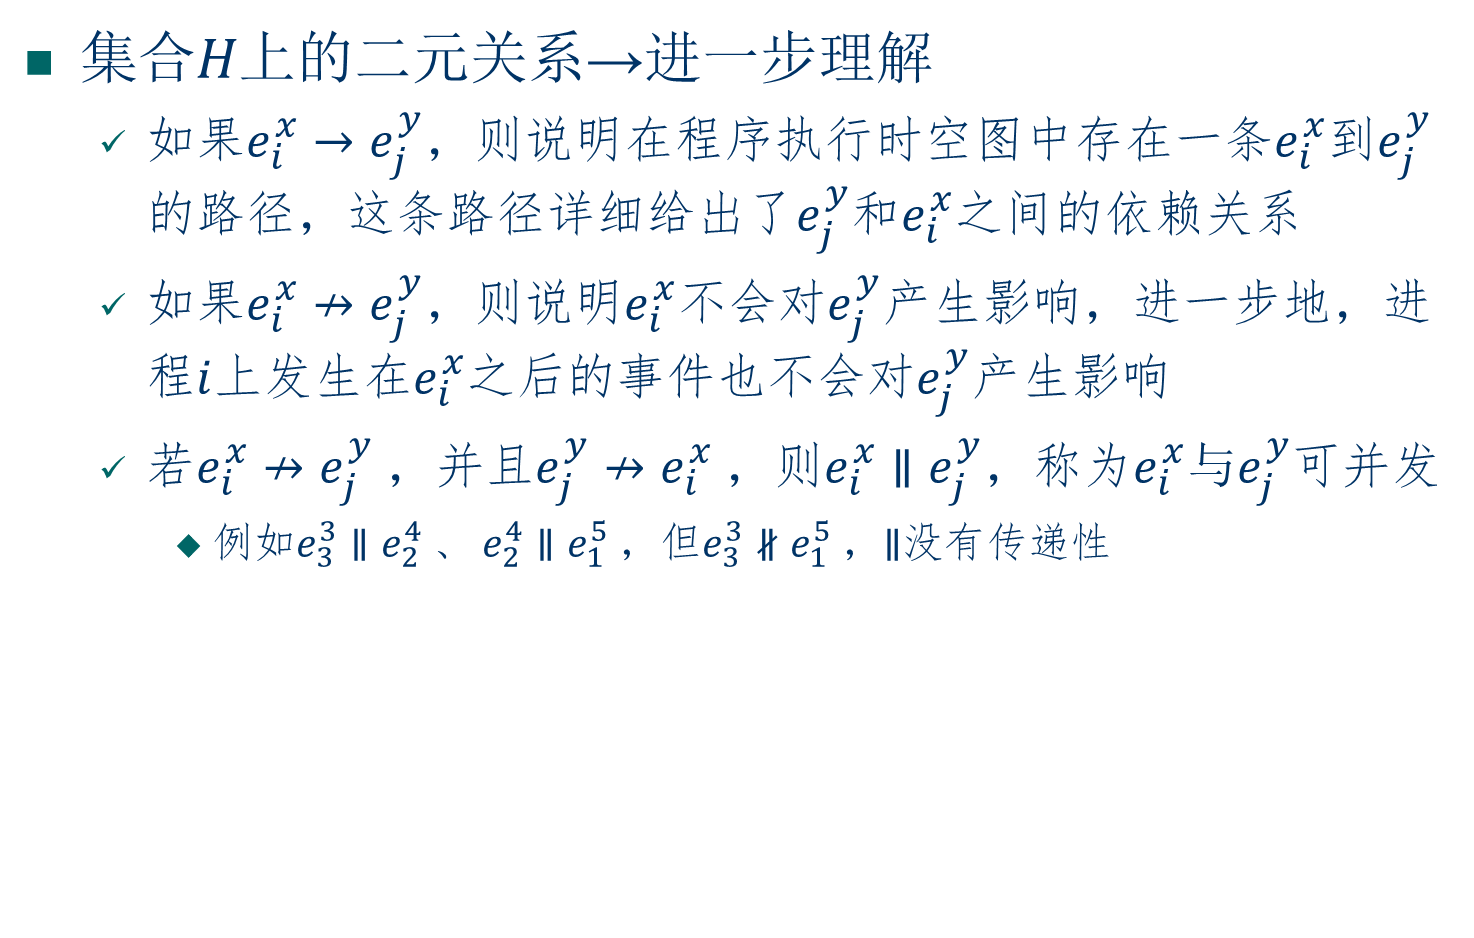 集合H上的二元关系→进一步理解
如果e_i^x → e_j^y，则说明在程序执行时空图中存在一条e_i^x到e_j^y
的路径，这条路径详细给出了e_j^y和e_i^x之间的依赖关系
如果e_i^x ↛ e_j^y，则说明e_i^x不会对e_j^y产生影响，进一步地，进
程i上发生在e_i^x之后的事件也不会对e_j^y产生影响
若e_i^x ↛ e_j^y，并且e_j^y ↛ e_i^x，则e_i^x ∥ e_j^y，称为e_i^x与e_j^y可并发
例如e_3^3 ∥ e_2^4、e_2^4 ∥ e_1^5，但e_3^3 ∦ e_1^5，∥没有传递性